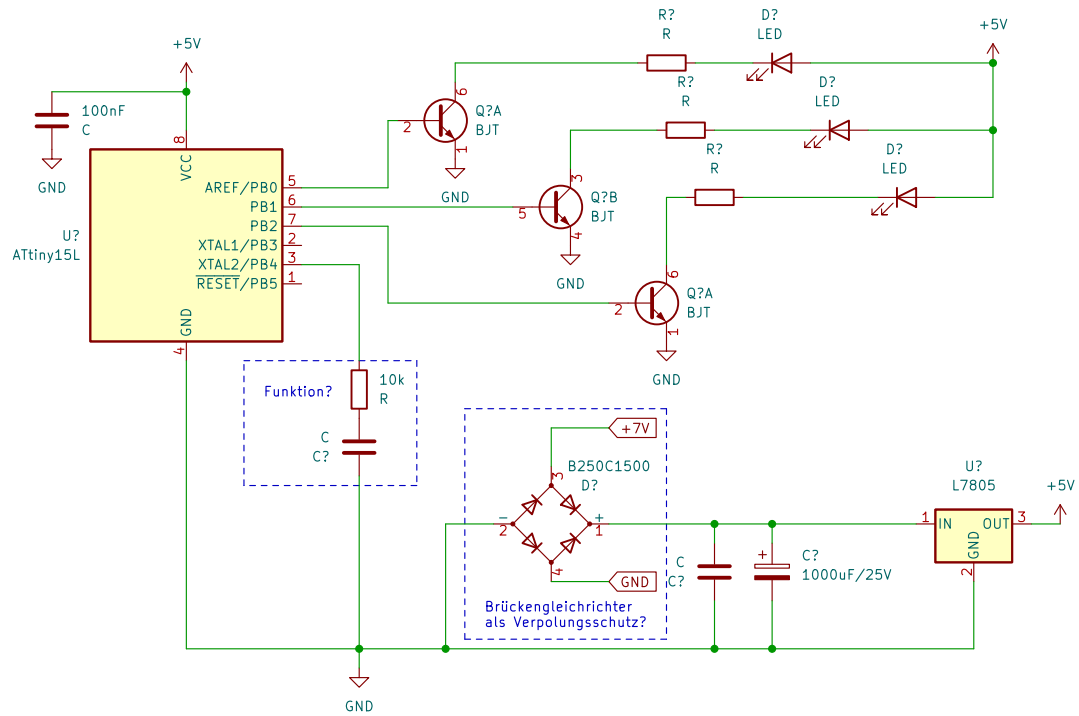 +5V
100nF
C
GND
8
VCC
U?
ATtiny15L
AREF/PB0 5
PB1 6
PB2 7
XTAL1/PB3 2
XTAL2/PB4 3
RESET/PB5 1
GND
4
2
6
1
Q?A
BJT
GND
5
3
4
Q?B
BJT
GND
2
6
1
Q?A
BJT
GND
R?
R
D?
LED
R?
R
D?
LED
R?
R
D?
LED
+5V
Funktion?
10k
R
C
C?
GND
+7V
B250C1500
D?
3
-
2
+
1
4
GND
Brückengleichrichter
als Verpolungsschutz?
C
C?
+
C?
1000uF/25V
U?
L7805
1 IN
OUT 3
GND
2
+5V